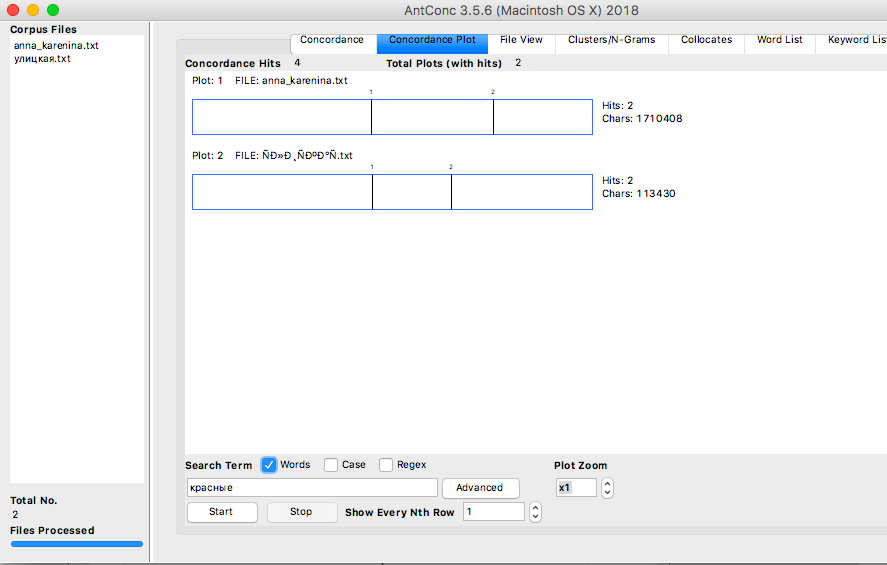 AntConc 3.5.6 (Macintosh OS X) 2018
Corpus Files
anna_karenina.txt
улицкая.txt
Total No.
2
Files Processed
Concordance Concordance Plot File View Clusters/N-Grams Collocates Word List Keyword Lis
Concordance Hits 4 Total Plots (with hits) 2
Plot: 1 FILE: anna_karenina.txt
1 2
Hits: 2
Chars: 1710408
Plot: 2 FILE: Ñ�Ð»Ð¸Ñ�ÐºÐ°Ñ�.txt
1 2
Hits: 2
Chars: 113430
Search Term Words Case Regex Plot Zoom
красные Advanced x1
Start Stop Show Every Nth Row 1